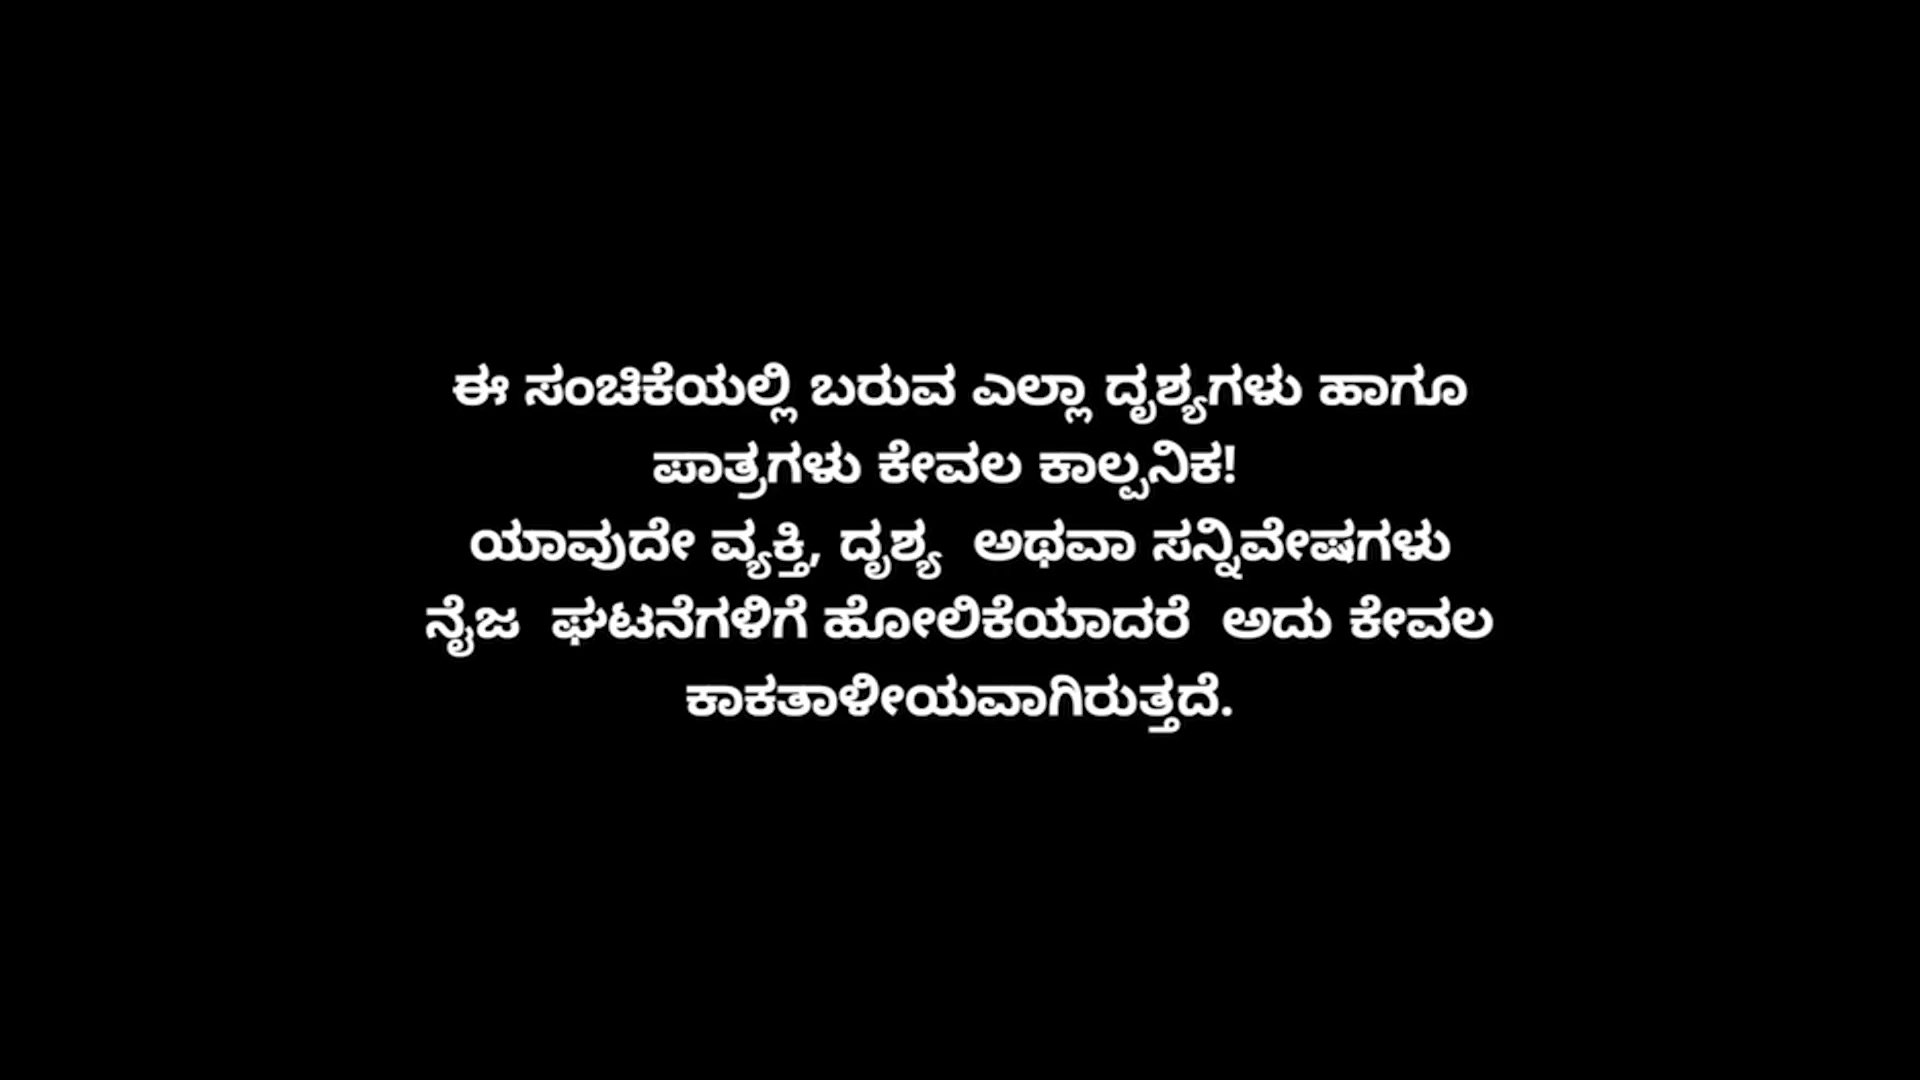 ಈ ಸಂಚಿಕೆಯಲ್ಲಿ ಬರುವ ಎಲ್ಲಾ ದೃಶ್ಯಗಳು ಹಾಗೂ
ಪಾತ್ರಗಳು ಕೇವಲ ಕಾಲ್ಪನಿಕ!
ಯಾವುದೇ ವ್ಯಕ್ತಿ, ದೃಶ್ಯ ಅಥವಾ ಸನ್ನಿವೇಷಗಳು
ನೈಜ ಘಟನೆಗಳಿಗೆ ಹೋಲಿಕೆಯಾದರೆ ಅದು ಕೇವಲ
ಕಾಕತಾಳೀಯವಾಗಿರುತ್ತದೆ.